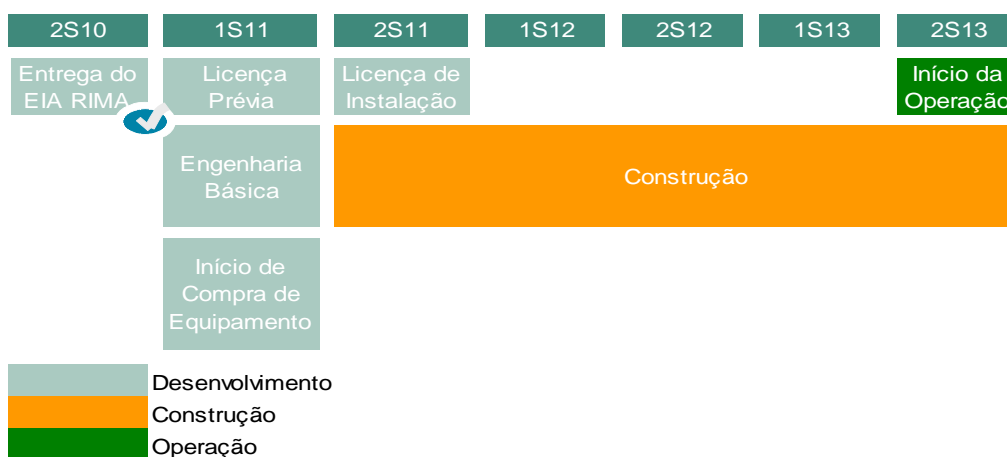 2S10 1S11 2S11 1S12 2S12 1S13 2S13
Entrega do
EIA RIMA
Licença
Prévia
Licença de
Instalação
Início da
Operação
Engenharia
Básica
Construção
Início de
Compra de
Equipamento
Desenvolvimento
Construção
Operação